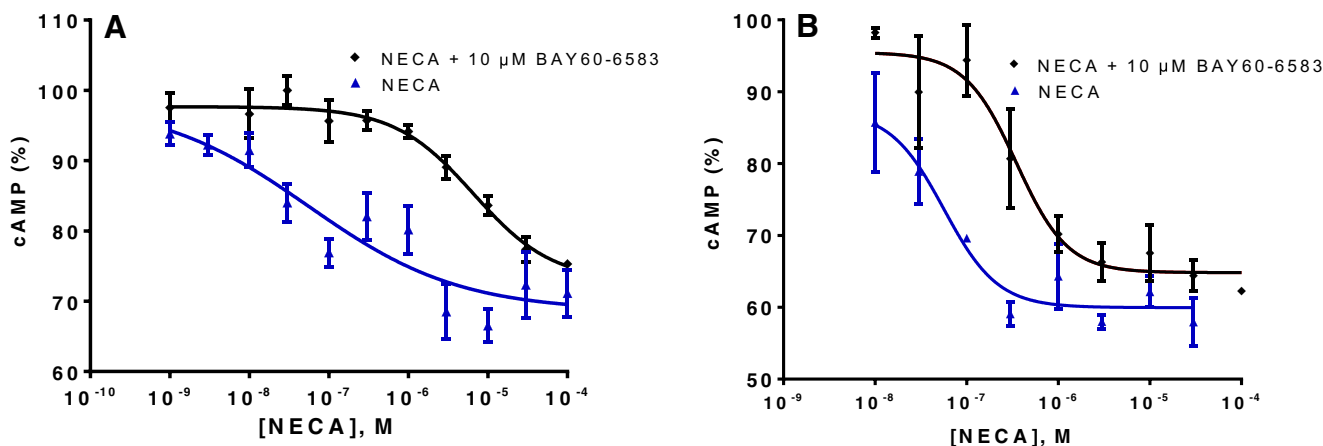 A
110
100
90
80
70
60
cAMP (%)
NECA + 10 µM BAY60-6583
NECA
10-10 10-9 10-8 10-7 10-6 10-5 10-4
[NECA], M
B
100
90
80
70
60
50
cAMP (%)
NECA + 10 µM BAY60-6583
NECA
10-9 10-8 10-7 10-6 10-5 10-4
[NECA], M